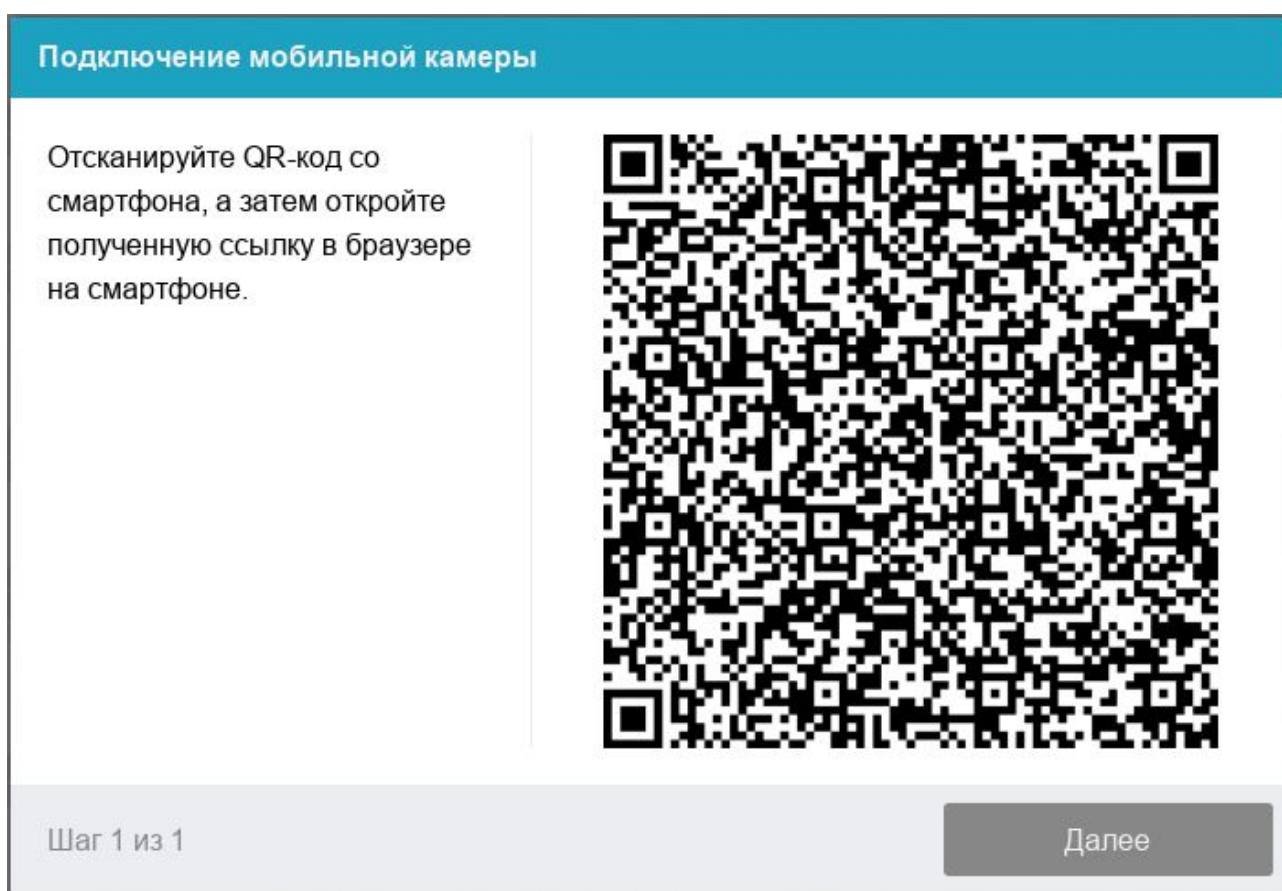 Подключение мобильной камеры
Отсканируйте QR-код со
смартфона, а затем откройте
полученную ссылку в браузере
на смартфоне.
Шаг 1 из 1
Далее